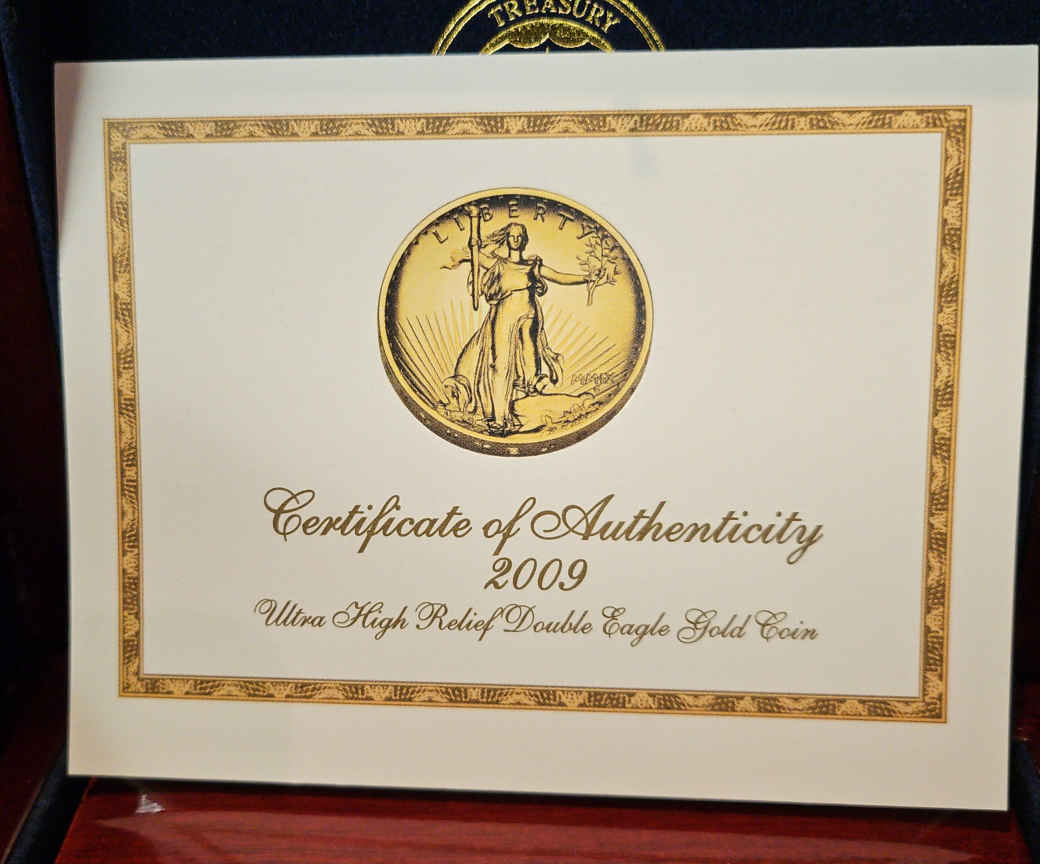 TREASURY
LIBERTY
MMIX
Certificate of Authenticity
2009
Ultra High Relief Double Eagle Gold Coin